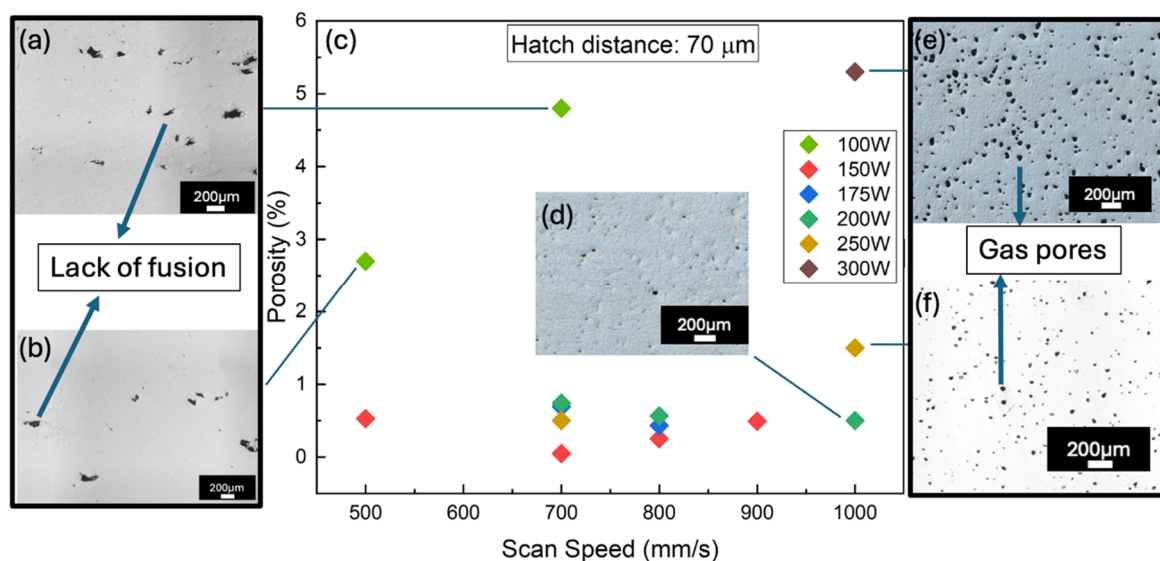 (a)
200µm
Lack of fusion
(b)
200µm
(c)
Hatch distance: 70 µm
Porosity (%)
6
5
4
3
2
1
0
500
600
700
800
900
1000
Scan Speed (mm/s)
100W
150W
175W
200W
250W
300W
(d)
200µm
(e)
200µm
Gas pores
(f)
200µm